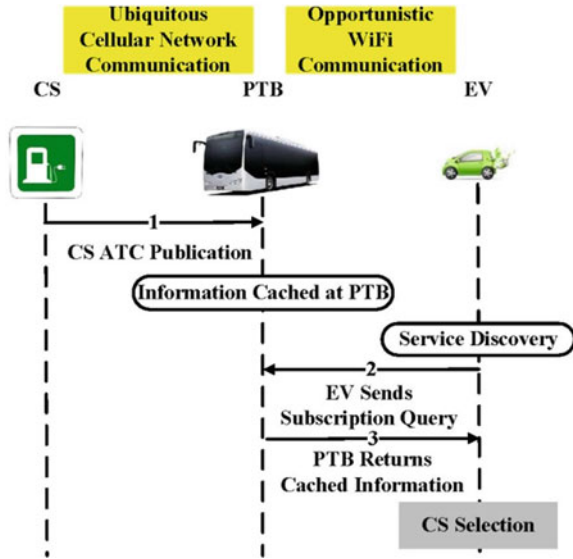 Ubiquitous
Cellular Network
Communication
Opportunistic
WiFi
Communication
CS
PTB
EV
1
CS ATC Publication
Information Cached at PTB
Service Discovery
2
EV Sends
Subscription Query
3
PTB Returns
Cached Information
CS Selection